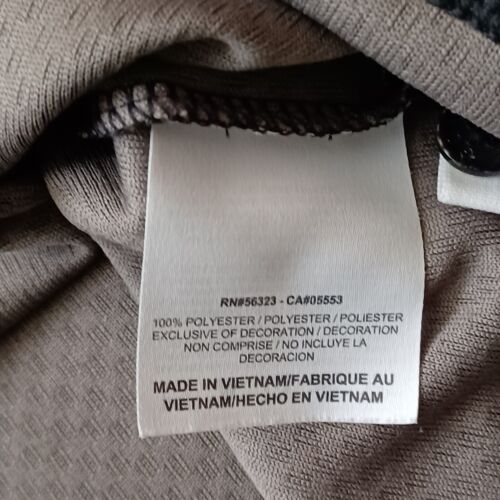 RN#56323 - CA#05553
100% POLYESTER / POLYESTER / POLIESTER
EXCLUSIVE OF DECORATION / DECORATION
NON COMPRISE / NO INCLUYE LA
DECORACION
MADE IN VIETNAM/FABRIQUE AU
VIETNAM/HECHO EN VIETNAM